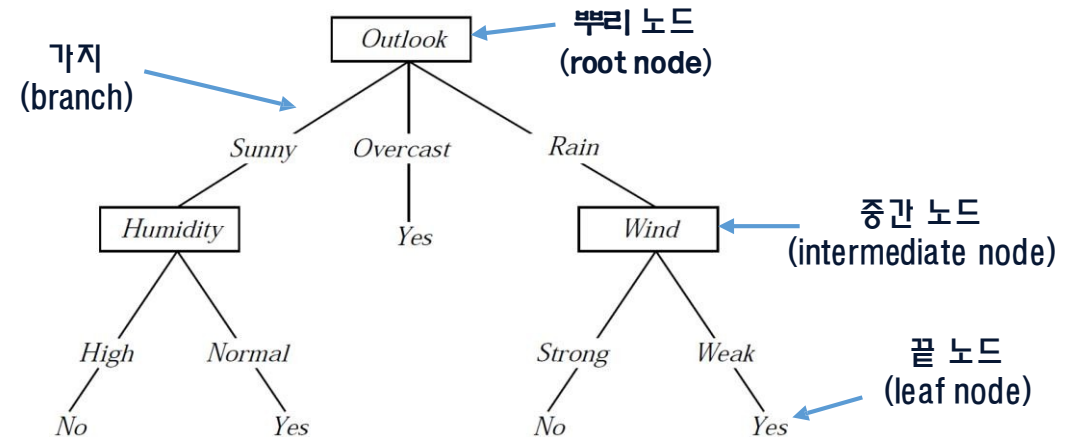 Outlook
뿌리 노드
(root node)
가지
(branch)
Sunny
Overcast
Rain
Humidity
Yes
Wind
중간 노드
(intermediate node)
High
Normal
Strong
Weak
끝 노드
(leaf node)
No
Yes
No
Yes